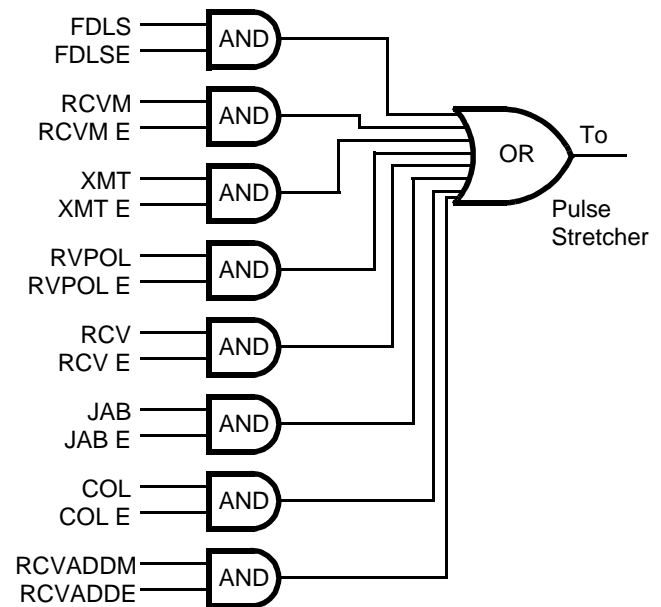 FDLS
FDLSE
AND
RCVM
RCVM E
AND
XMT
XMT E
AND
RVPOL
RVPOL E
AND
RCV
RCV E
AND
JAB
JAB E
AND
COL
COL E
AND
RCVADDM
RCVADDE
AND
OR
To
Pulse
Stretcher